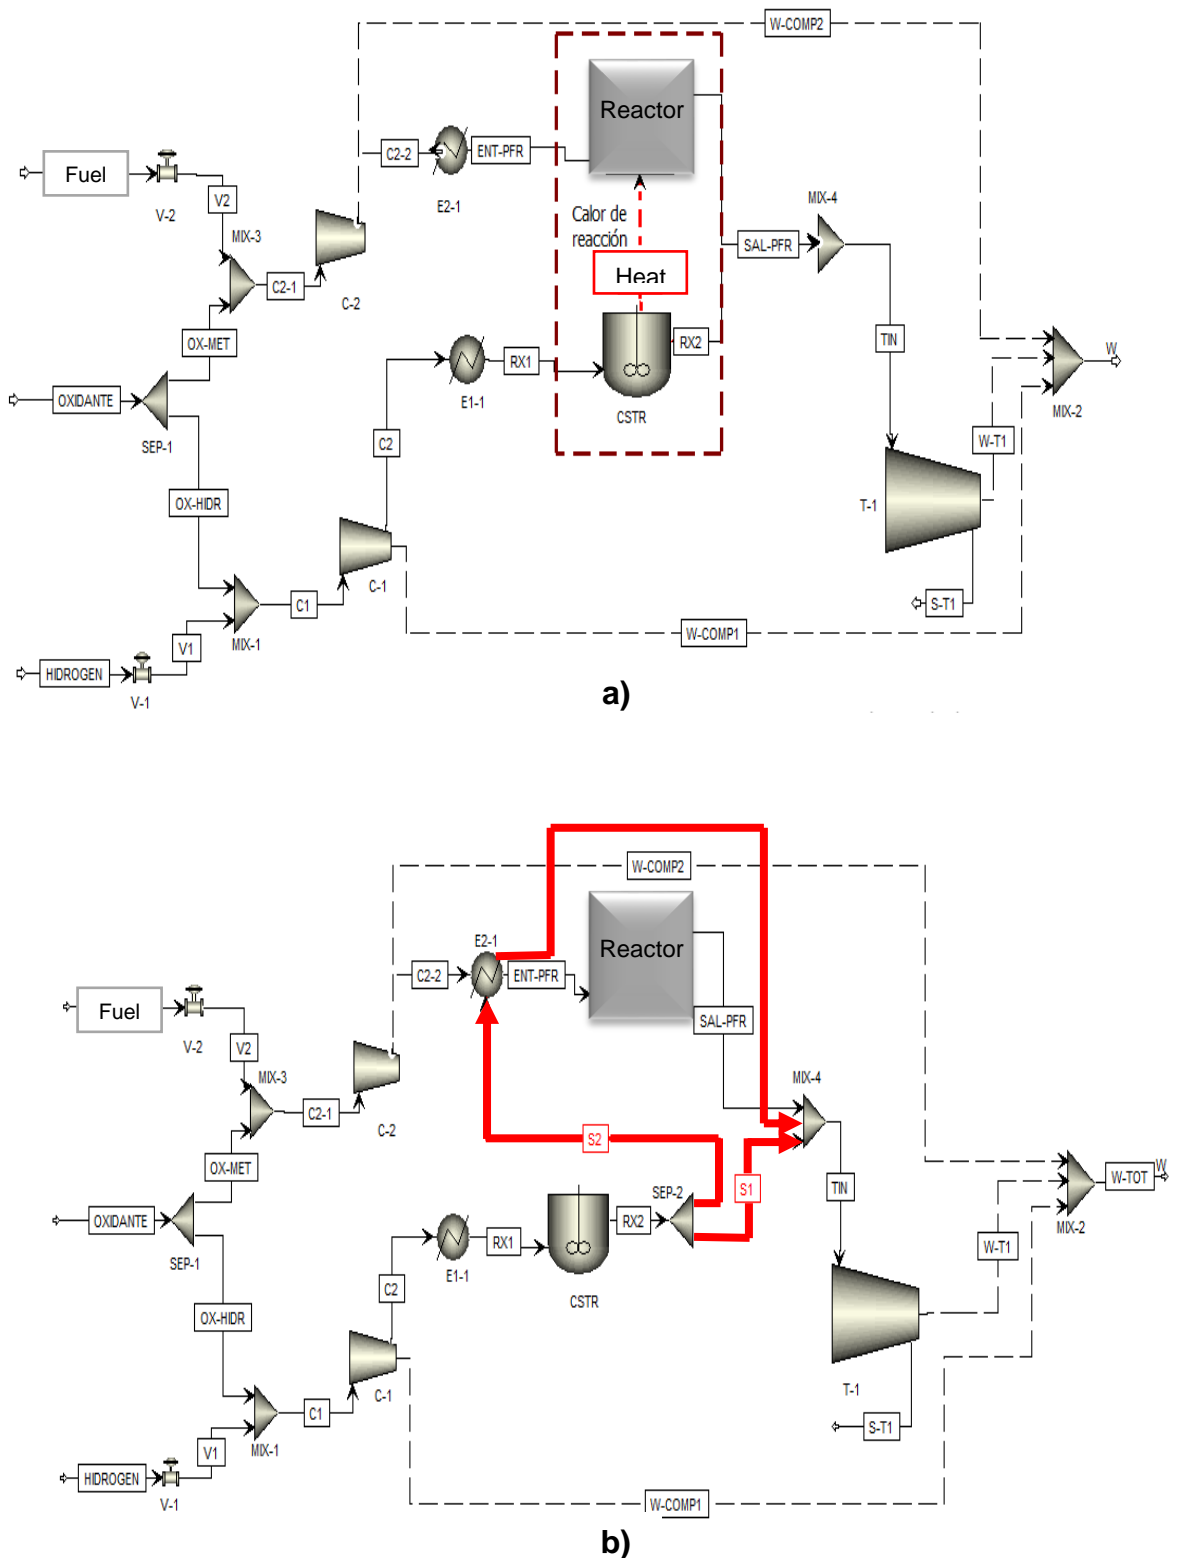 W-COMP2
Reactor
C2-2
ENT-PFR
E2-1
Fuel
V-2
V2
MIX-3
Calor de
reacción
MIX-4
SAL-PFR
Heat
C2-1
C-2
OX-MET
RX2
TIN
W
E1-1
RX1
OXIDANTE
MIX-2
CSTR
SEP-1
C2
W-T1
OX-HIDR
T-1
C-1
S-T1
C1
W-COMP1
MIX-1
V1
HIDROGEN
V-1
a)
W-COMP2
Reactor
E2-1
C2-2
ENT-PFR
Fuel
SAL-PFR
V-2
V2
MIX-3
MIX-4
C2-1
C-2
S2
OX-MET
SEP-2
S1
TIN
W-TOT
W
OXIDANTE
RX2
MIX-2
RX1
SEP-1
E1-1
W-T1
C2
CSTR
OX-HIDR
T-1
C-1
C1
S-T1
MIX-1
V1
HIDROGEN
V-1
W-COMP1
b)